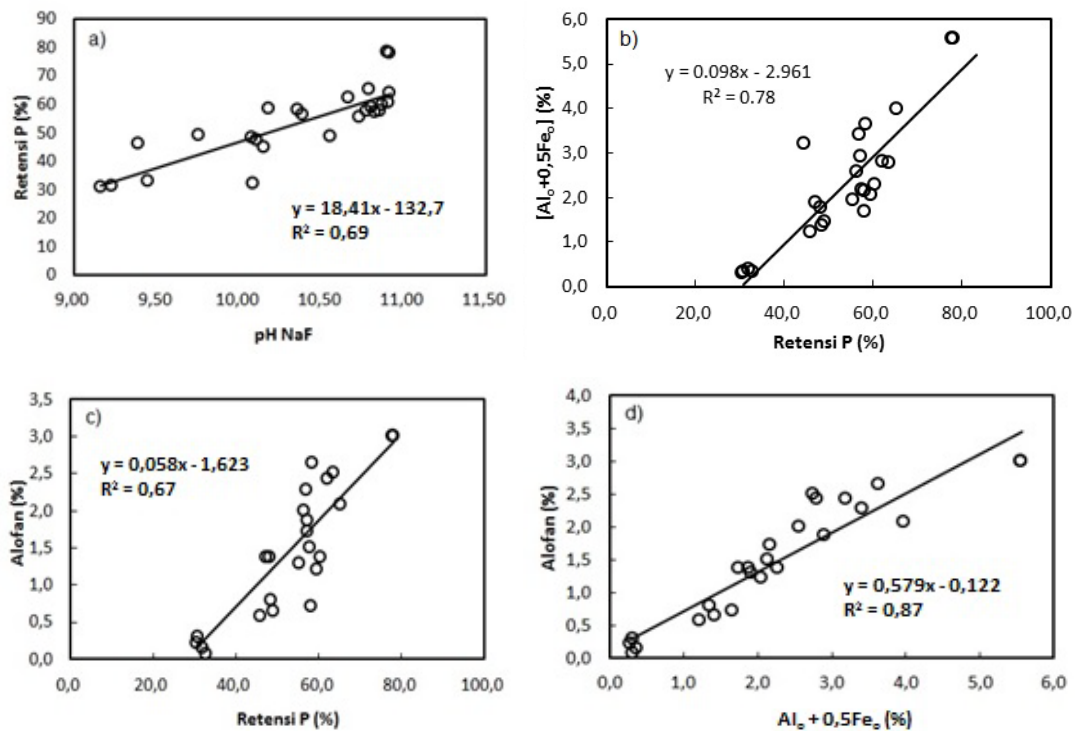 a)
90
80
70
60
50
40
30
20
10
0
Retensi P (%)
y = 18,41x - 132,7
R² = 0,69
9,00 9,50 10,00 10,50 11,00 11,50
pH NaF
b)
6,0
5,0
4,0
3,0
2,0
1,0
0,0
[Alo+0,5Feo] (%)
y = 0.098x - 2.961
R² = 0.78
0,0 20,0 40,0 60,0 80,0 100,0
Retensi P (%)
c)
3,5
3,0
2,5
2,0
1,5
1,0
0,5
0,0
Alofan (%)
y = 0,058x - 1,623
R² = 0,67
0,0 20,0 40,0 60,0 80,0 100,0
Retensi P (%)
d)
4,0
3,5
3,0
2,5
2,0
1,5
1,0
0,5
0,0
Alofan (%)
y = 0,579x - 0,122
R² = 0,87
0,0 1,0 2,0 3,0 4,0 5,0 6,0
Alo + 0,5Feo (%)